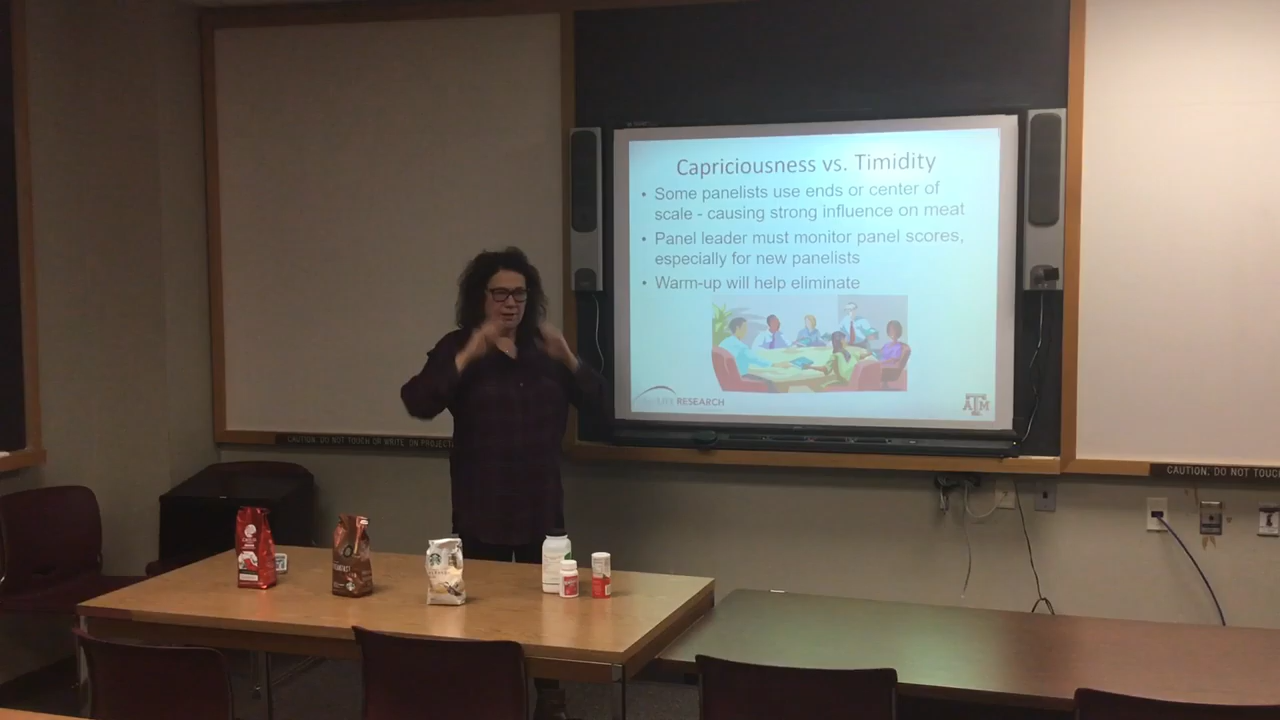 Capriciousness vs. Timidity
• Some panelists use ends or center of
scale - causing strong influence on meat
• Panel leader must monitor panel scores,
especially for new panelists
• Warm-up will help eliminate
RESEARCH
ATM
CAUTION, DO NOT TOUCH OR WRITE ON
CAUTION, DO NOT TOUC